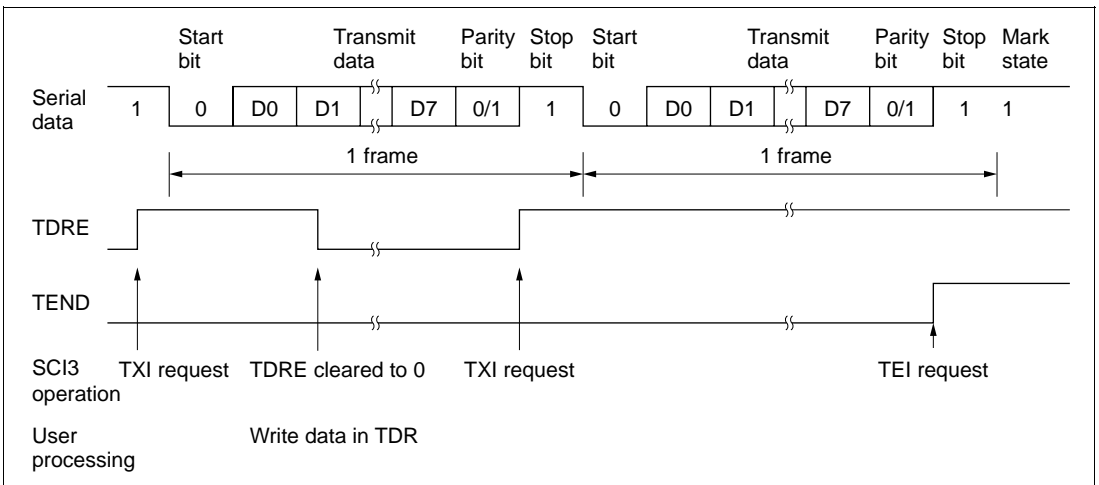 Start bit Transmit data Parity bit Stop bit Start bit Transmit data Parity bit Stop bit Mark state
Serial data 1 0 D0 D1 D7 0/1 1 0 D0 D1 D7 0/1 1 1
1 frame 1 frame
TDRE
TEND
SCI3 operation TXI request TDRE cleared to 0 TXI request TEI request
User processing Write data in TDR